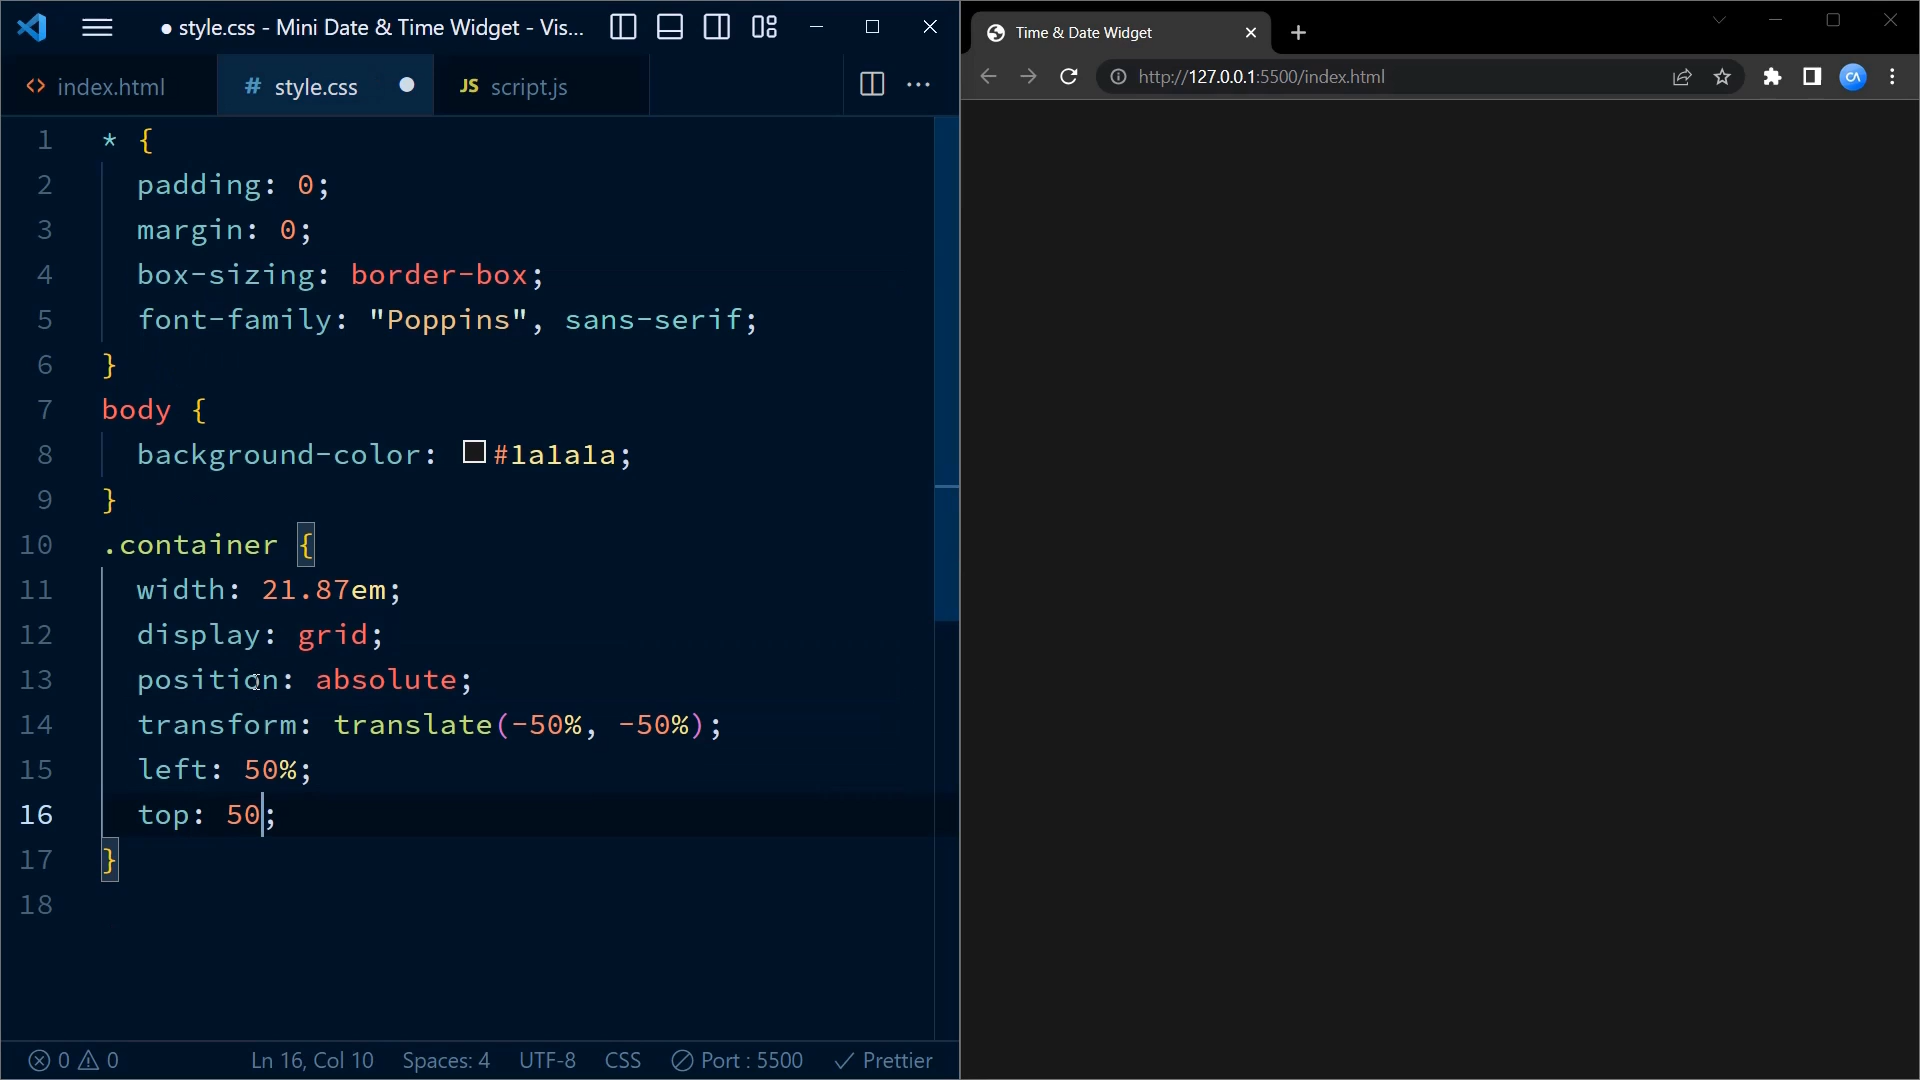 style.css - Mini Date & Time Widget - Vis...
index.html
# style.css
JS script.js
1 * {
2 padding: 0;
3 margin: 0;
4 box-sizing: border-box;
5 font-family: "Poppins", sans-serif;
6 }
7 body {
8 background-color: #1a1a1a;
9 }
10 .container {
11 width: 21.87em;
12 display: grid;
13 position: absolute;
14 transform: translate(-50%, -50%);
15 left: 50%;
16 top: 50;
17 }
18
0 0 Ln 16, Col 10 Spaces: 4 UTF-8 CSS Port : 5500 Prettier
Time & Date Widget
http://127.0.0.1:5500/index.html
CA